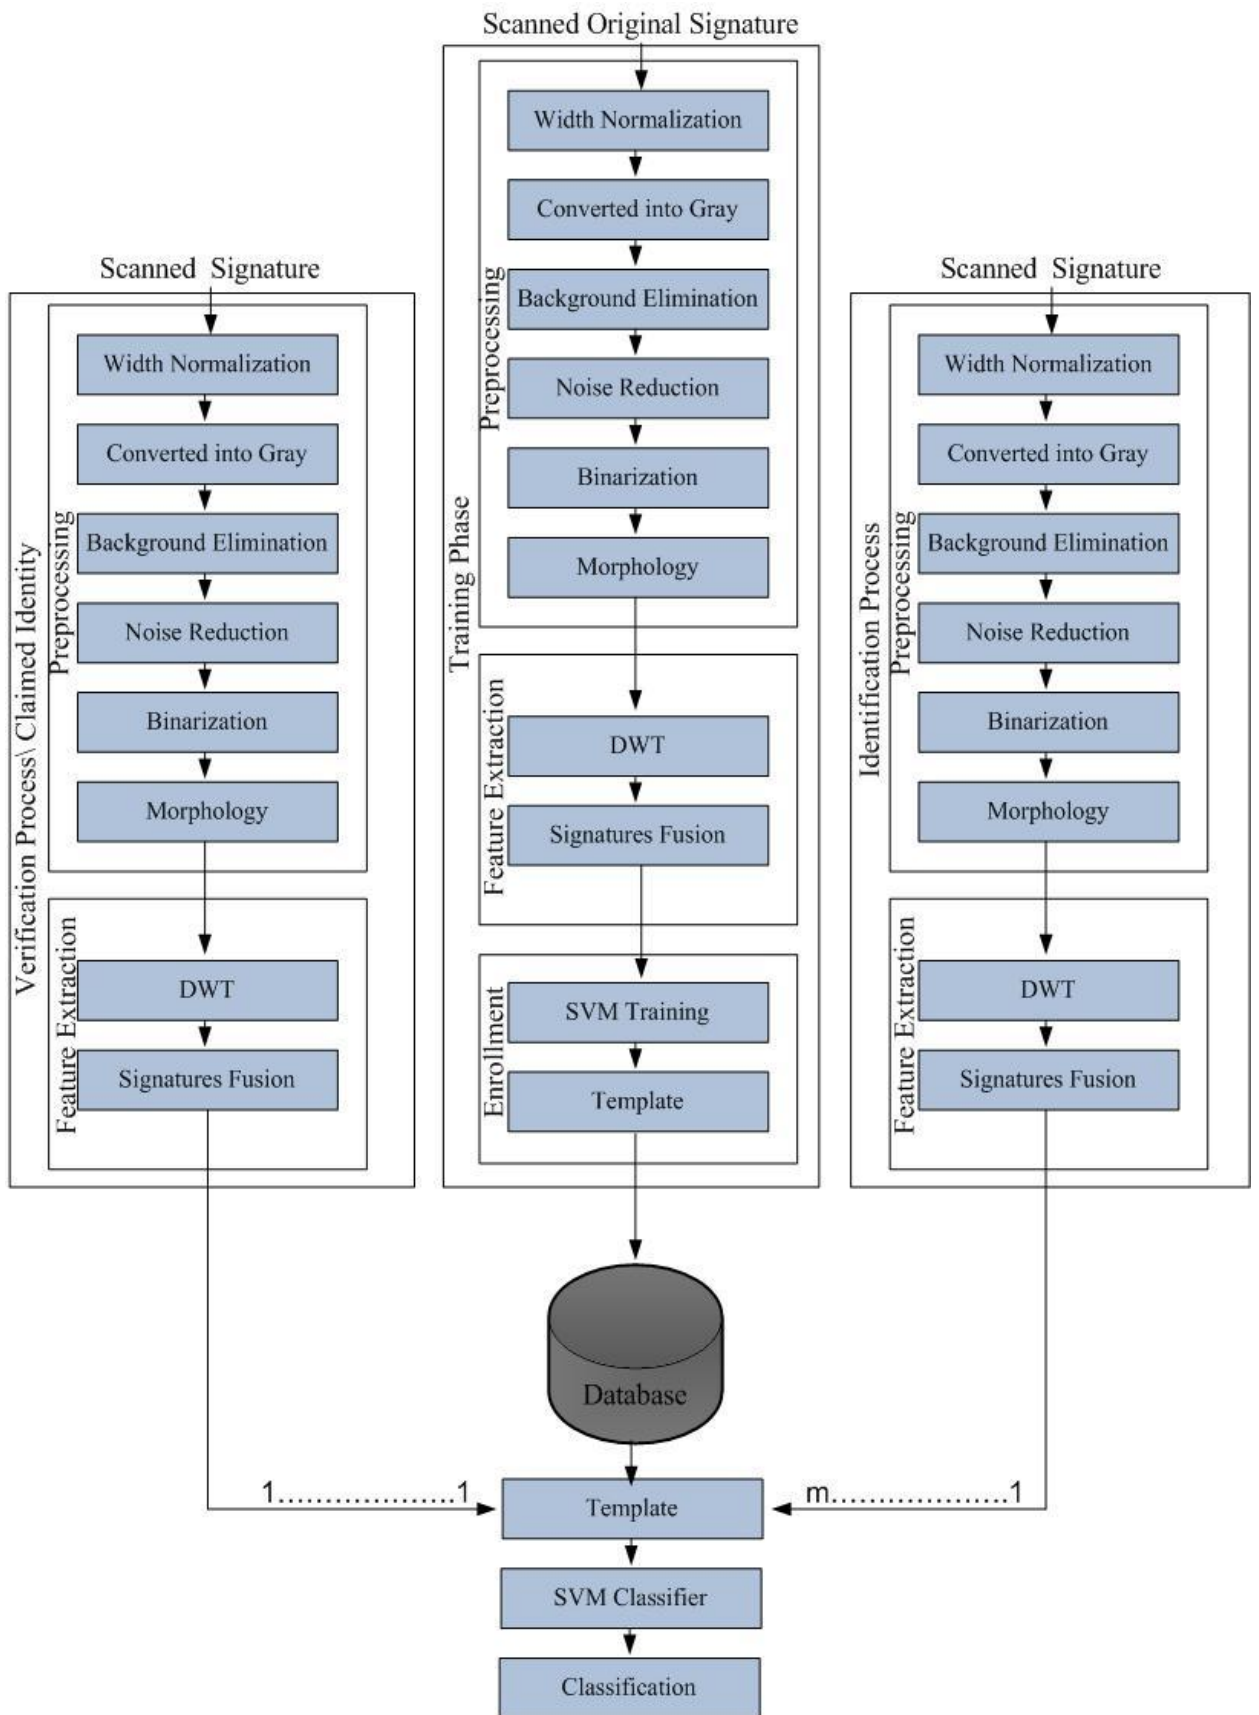 Scanned Original Signature
Training Phase
Preprocessing
Width Normalization
Converted into Gray
Background Elimination
Noise Reduction
Binarization
Morphology
Feature Extraction
DWT
Signatures Fusion
Enrollment
SVM Training
Template
Scanned Signature
Verification Process\ Claimed Identity
Preprocessing
Width Normalization
Converted into Gray
Background Elimination
Noise Reduction
Binarization
Morphology
Feature Extraction
DWT
Signatures Fusion
Scanned Signature
Identification Process
Preprocessing
Width Normalization
Converted into Gray
Background Elimination
Noise Reduction
Binarization
Morphology
Feature Extraction
DWT
Signatures Fusion
Database
1...................1
Template
m...................1
SVM Classifier
Classification